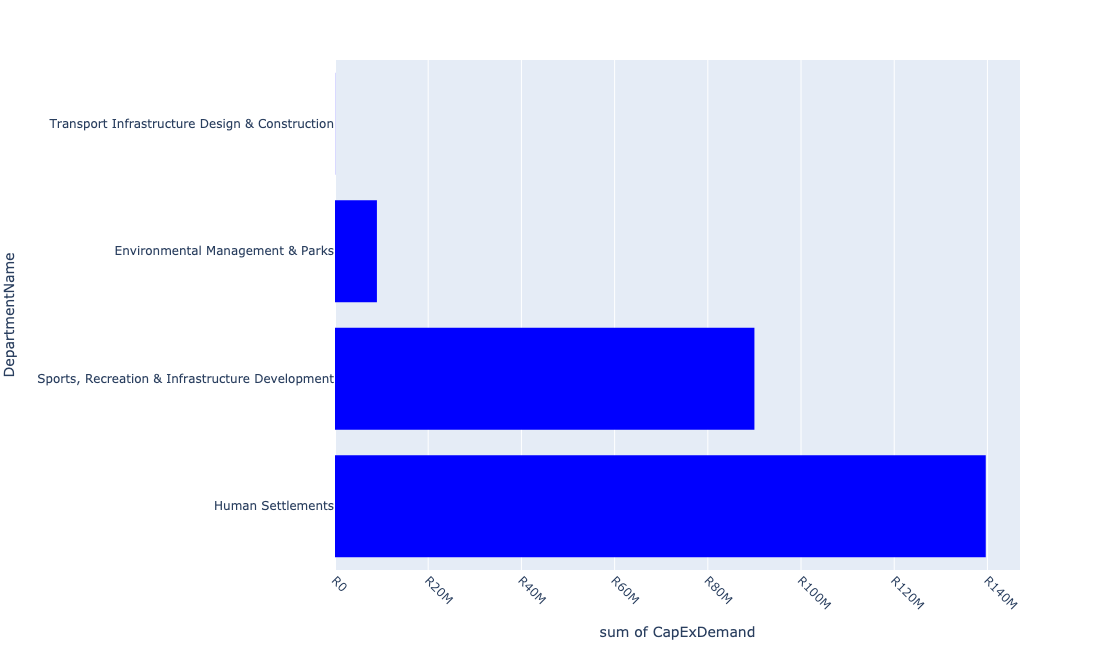 Transport Infrastructure Design & Construction
Environmental Management & Parks
Sports, Recreation & Infrastructure Development
Human Settlements
DepartmentName
R0
R20M
R40M
R60M
R80M
R100M
R120M
R140M
sum of CapExDemand